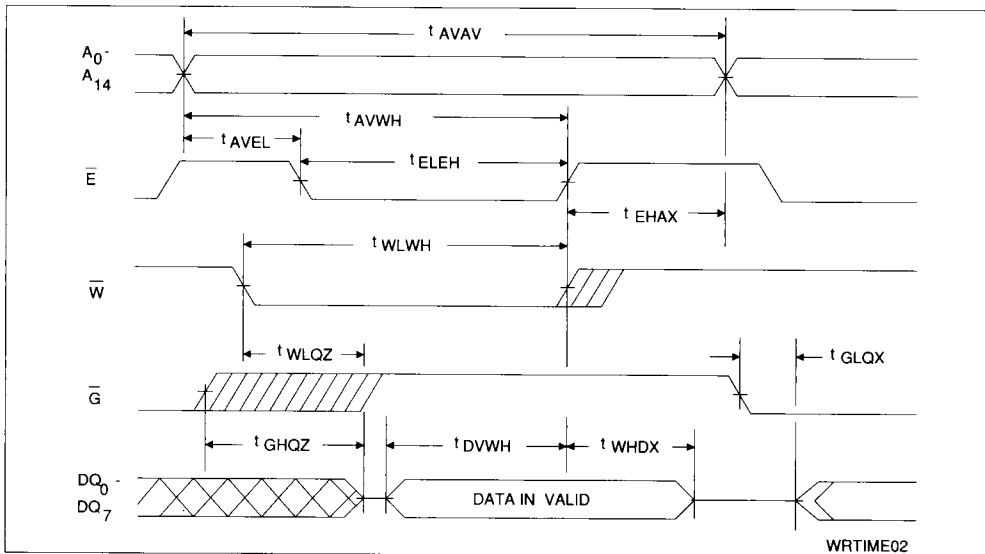 t AVAV
A0-
A14
t AVWH
t AVEL
t ELEH
E
t EHAX
t WLWH
W
t WLQZ
t GLQX
G
t GHQZ
t DVWH
t WHDX
DQ0-
DQ7
DATA IN VALID
WRTIME02